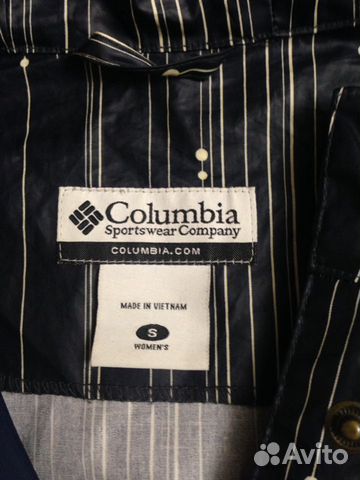 Columbia
Sportswear Company
COLUMBIA.COM
MADE IN VIETNAM
S
WOMEN'S
Avito